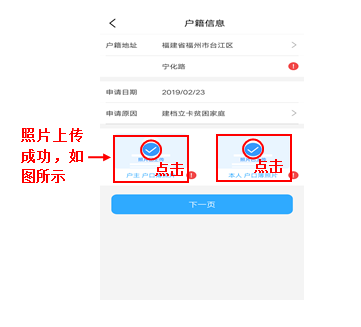 户籍信息
户籍地址 福建省福州市台江区
宁化路
申请日期 2019/02/23
申请原因 建档立卡贫困家庭
照片上传
成功，如
图所示
点击
点击
户主 户口
本人 户口簿照片
下一页